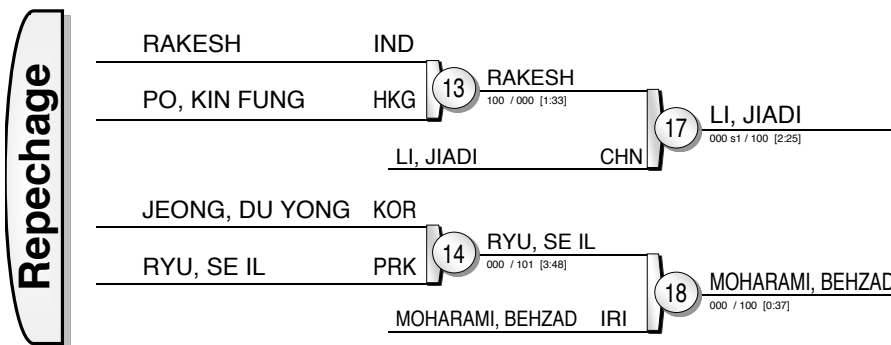 Repechage
RAKESH IND
PO, KIN FUNG HKG
13
RAKESH
100 / 000 [1:33]
LI, JIADI CHN
17
LI, JIADI
000 s1 / 100 [2:25]
JEONG, DU YONG KOR
RYU, SE IL PRK
14
RYU, SE IL
000 / 101 [3:48]
MOHARAMI, BEHZAD IRI
18
MOHARAMI, BEHZAD
000 / 100 [0:37]